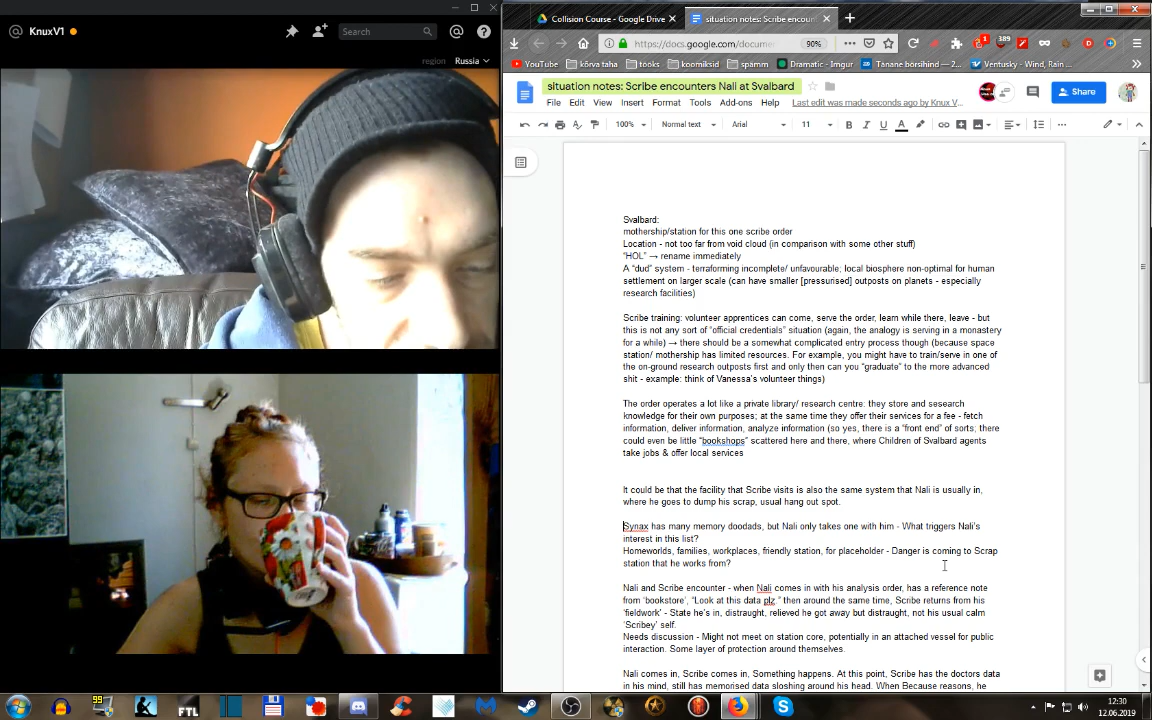 KnuxV1
Search
region
Russia
Collision Course - Google Drive
situation notes: Scribe encount
https://docs.google.com/docume
90%
1
389
YouTube
kõrva taha
tööks
koomiksid
spämm
Dramatic - Imgur
Tänane börsihind — 2...
Ventusky - Wind, Rain ...
situation notes: Scribe encounters Nali at Svalbard
File Edit View Insert Format Tools Add-ons Help
Last edit was made seconds ago by Knux V...
Share
100%
Normal text
Arial
11
B I U A
Svalbard:
mothership/station for this one scribe order
Location - not too far from void cloud (in comparison with some other stuff)
"HOL" → rename immediately
A "dud" system - terraforming incomplete/ unfavourable; local biosphere non-optimal for human
settlement on larger scale (can have smaller [pressurised] outposts on planets - especially
research facilities)
Scribe training: volunteer apprentices can come, serve the order, learn while there, leave - but
this is not any sort of "official credentials" situation (again, the analogy is serving in a monastery
for a while) → there should be a somewhat complicated entry process though (because space
station/ mothership has limited resources. For example, you might have to train/serve in one of
the on-ground research outposts first and only then can you "graduate" to the more advanced
shit - example: think of Vanessa's volunteer things)
The order operates a lot like a private library/ research centre: they store and sesearch
knowledge for their own purposes; at the same time they offer their services for a fee - fetch
information, deliver information, analyze information (so yes, there is a "front end" of sorts; there
could even be little "bookshops" scattered here and there, where Children of Svalbard agents
take jobs & offer local services
It could be that the facility that Scribe visits is also the same system that Nali is usually in,
where he goes to dump his scrap, usual hang out spot.
Synax has many memory doodads, but Nali only takes one with him - What triggers Nali's
interest in this list?
Homeworlds, families, workplaces, friendly station, for placeholder - Danger is coming to Scrap
station that he works from?
Nali and Scribe encounter - when Nali comes in with his analysis order, has a reference note
from 'bookstore', "Look at this data plz." then around the same time, Scribe returns from his
'fieldwork' - State he's in, distraught, relieved he got away but distraught, not his usual calm
'Scribey' self.
Needs discussion - Might not meet on station core, potentially in an attached vessel for public
interaction. Some layer of protection around themselves.
Nali comes in, Scribe comes in, Something happens. At this point, Scribe has the doctors data
in his mind, still has memorised data sloshing around his head. When Because reasons, he
99
FTL
12:30
12.06.2019